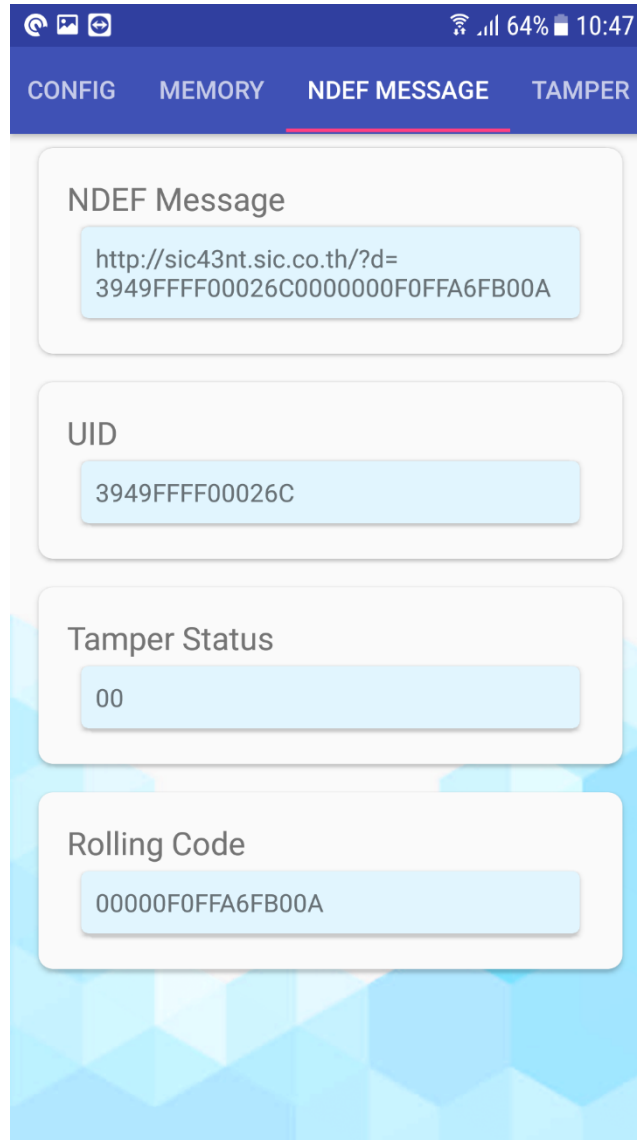 64% 10:47
CONFIG MEMORY NDEF MESSAGE TAMPER
NDEF Message
http://sic43nt.sic.co.th/?d=
3949FFFF00026C0000000F0FFA6FB00A
UID
3949FFFF00026C
Tamper Status
00
Rolling Code
00000F0FFA6FB00A